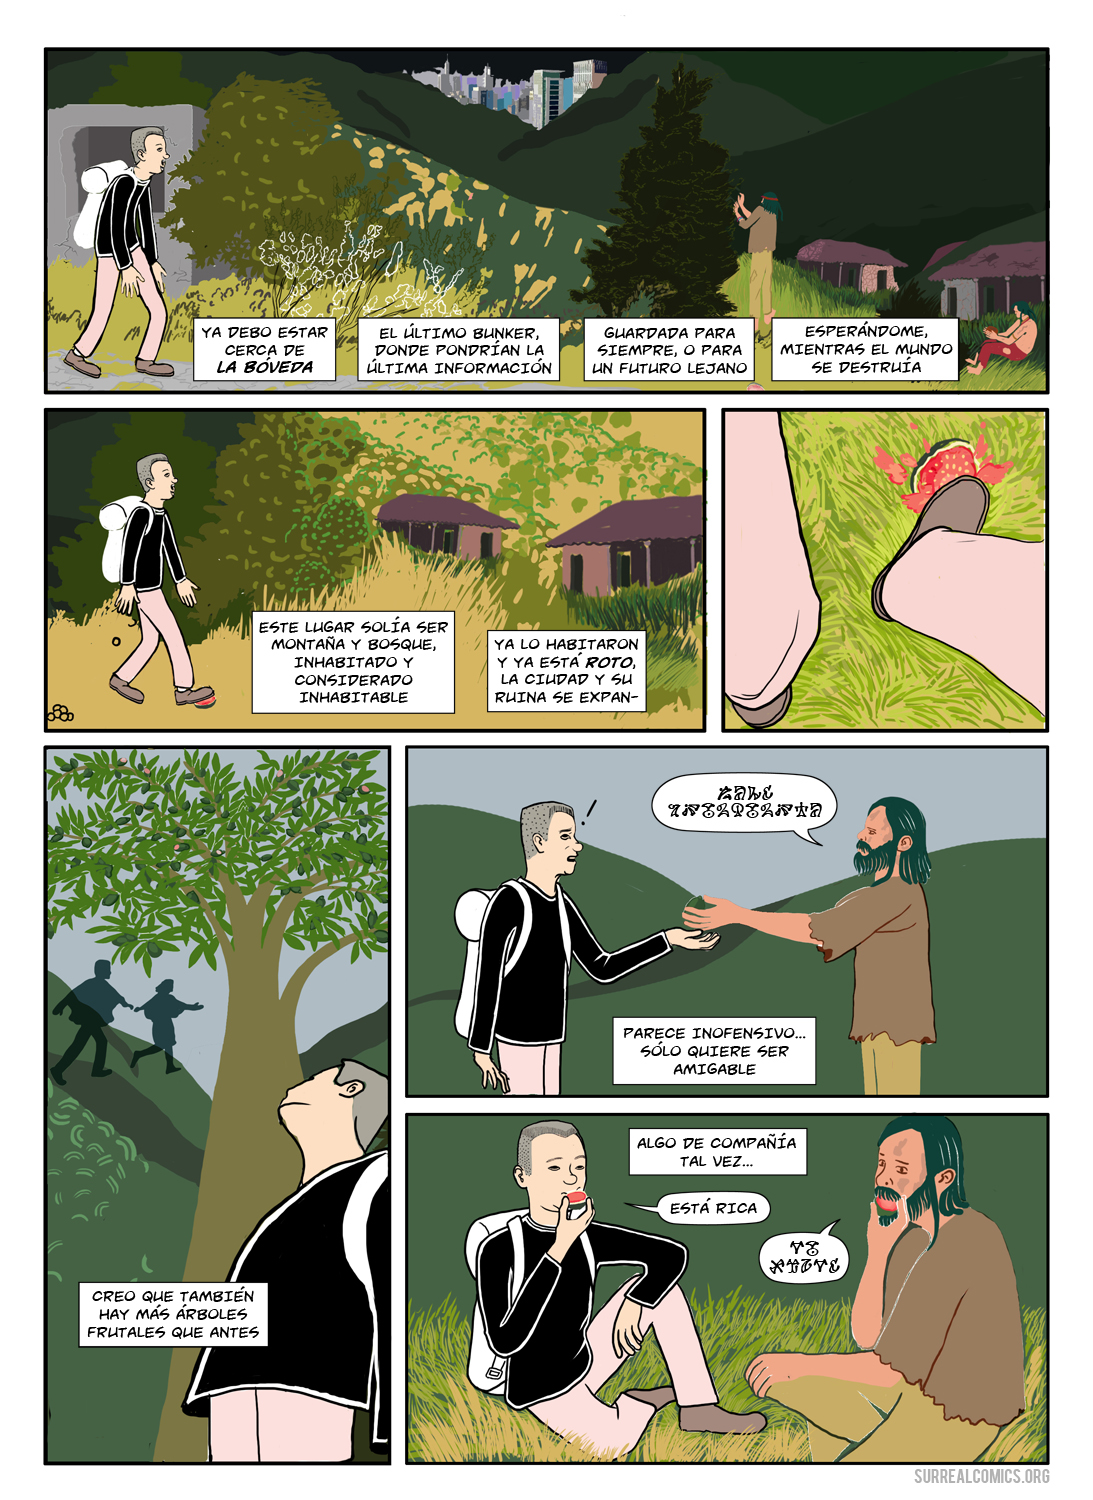 YA DEBO ESTAR
CERCA DE
LA BÓVEDA
EL ÚLTIMO BUNKER,
DONDE PONDRÍAN LA
ÚLTIMA INFORMACIÓN
GUARDADA PARA
SIEMPRE, O PARA
UN FUTURO LEJANO
ESPERÁNDOME,
MIENTRAS EL MUNDO
SE DESTRUÍA
ESTE LUGAR SOLÍA SER
MONTAÑA Y BOSQUE,
INHABITADO Y
CONSIDERADO
INHABITABLE
YA LO HABITARON
Y YA ESTÁ ROTO,
LA CIUDAD Y SU
RUINA SE EXPAN-
CREO QUE TAMBIÉN
HAY MÁS ÁRBOLES
FRUTALES QUE ANTES
!
PARECE INOFENSIVO...
SÓLO QUIERE SER
AMIGABLE
ALGO DE COMPAÑÍA
TAL VEZ...
ESTÁ RICA
SURREALCOMICS.ORG